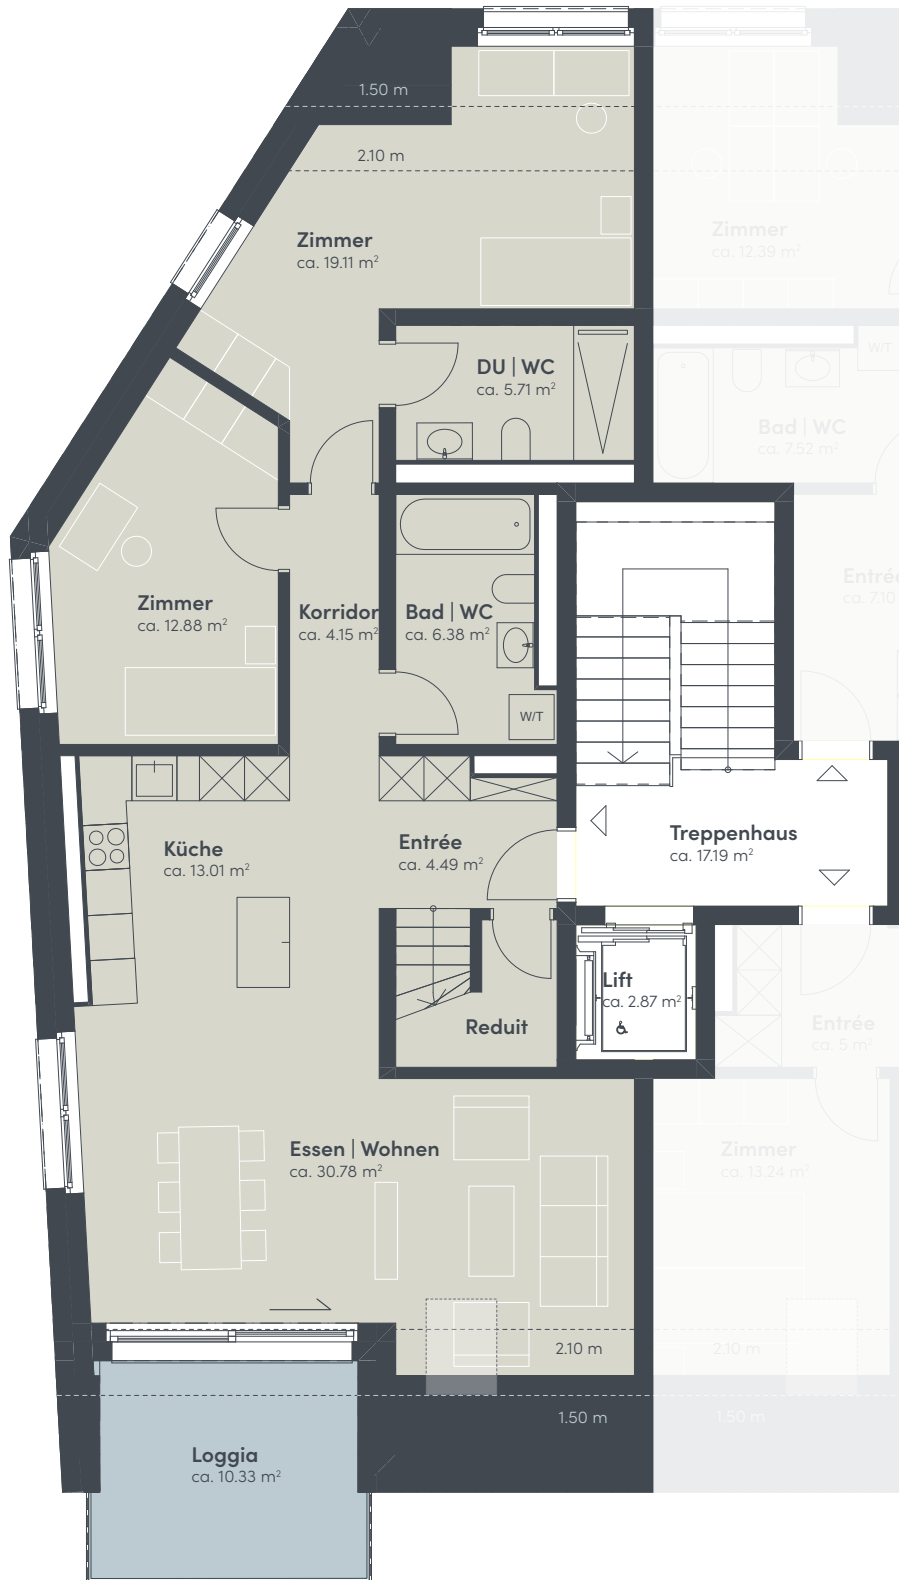 1.50 m
2.10 m
Zimmer
ca. 19.11 m²
Zimmer
ca. 12.39 m²
DU | WC
ca. 5.71 m²
W/T
Bad | WC
ca. 7.52 m²
Zimmer
ca. 12.88 m²
Korridor
ca. 4.15 m²
Bad | WC
ca. 6.38 m²
Entrée
ca. 7.10
W/T
Küche
ca. 13.01 m²
Entrée
ca. 4.49 m²
Treppenhaus
ca. 17.19 m²
Lift
ca. 2.87 m²
Reduit
Entrée
ca. 5 m²
Essen | Wohnen
ca. 30.78 m²
Zimmer
ca. 13.24 m²
2.10 m
2.10 m
1.50 m
1.50 m
Loggia
ca. 10.33 m²